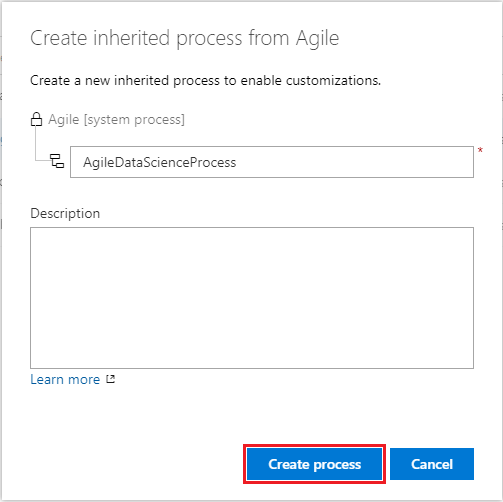 Create inherited process from Agile
Create a new inherited process to enable customizations.
Agile [system process]
AgileDataScienceProcess
*
Description
Learn more
Create process
Cancel